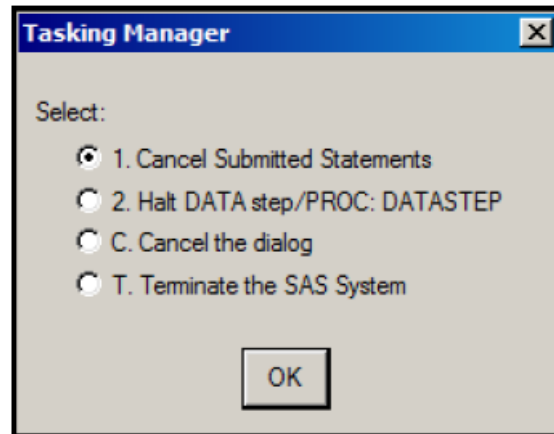 Tasking Manager
Select:
1. Cancel Submitted Statements
2. Halt DATA step/PROC: DATASTEP
C. Cancel the dialog
T. Terminate the SAS System
OK